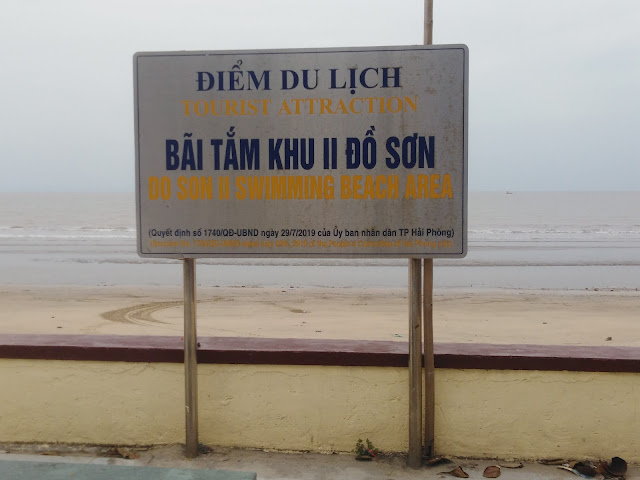 ĐIỂM DU LỊCH
TOURIST ATTRACTION
BÃI TẮM KHU II ĐỒ SƠN
DO SON II SWIMMING BEACH AREA
(Quyết định số 1740/QĐ-UBND ngày 29/7/2019 của Ủy ban nhân dân TP Hải Phòng)